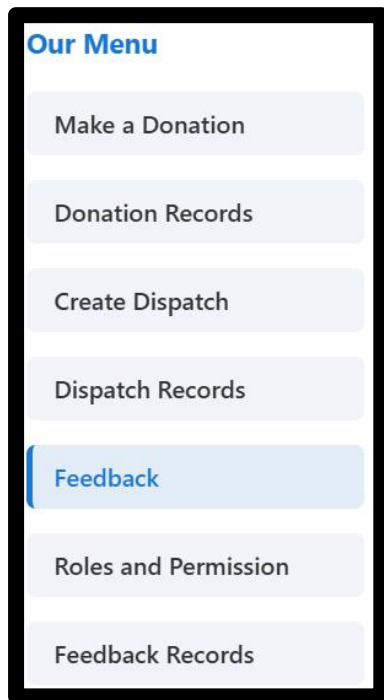 Our Menu
Make a Donation
Donation Records
Create Dispatch
Dispatch Records
Feedback
Roles and Permission
Feedback Records